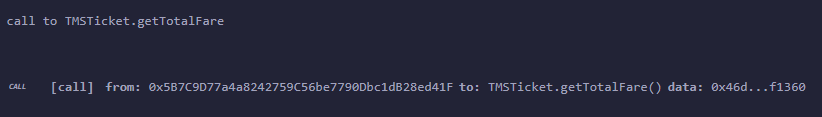 call to TMSTicket.getTotalFare
CALL [call] from: 0x5B7C9D77a4a8242759C56be7790Dbc1dB28ed41F to: TMSTicket.getTotalFare() data: 0x46d...f1360